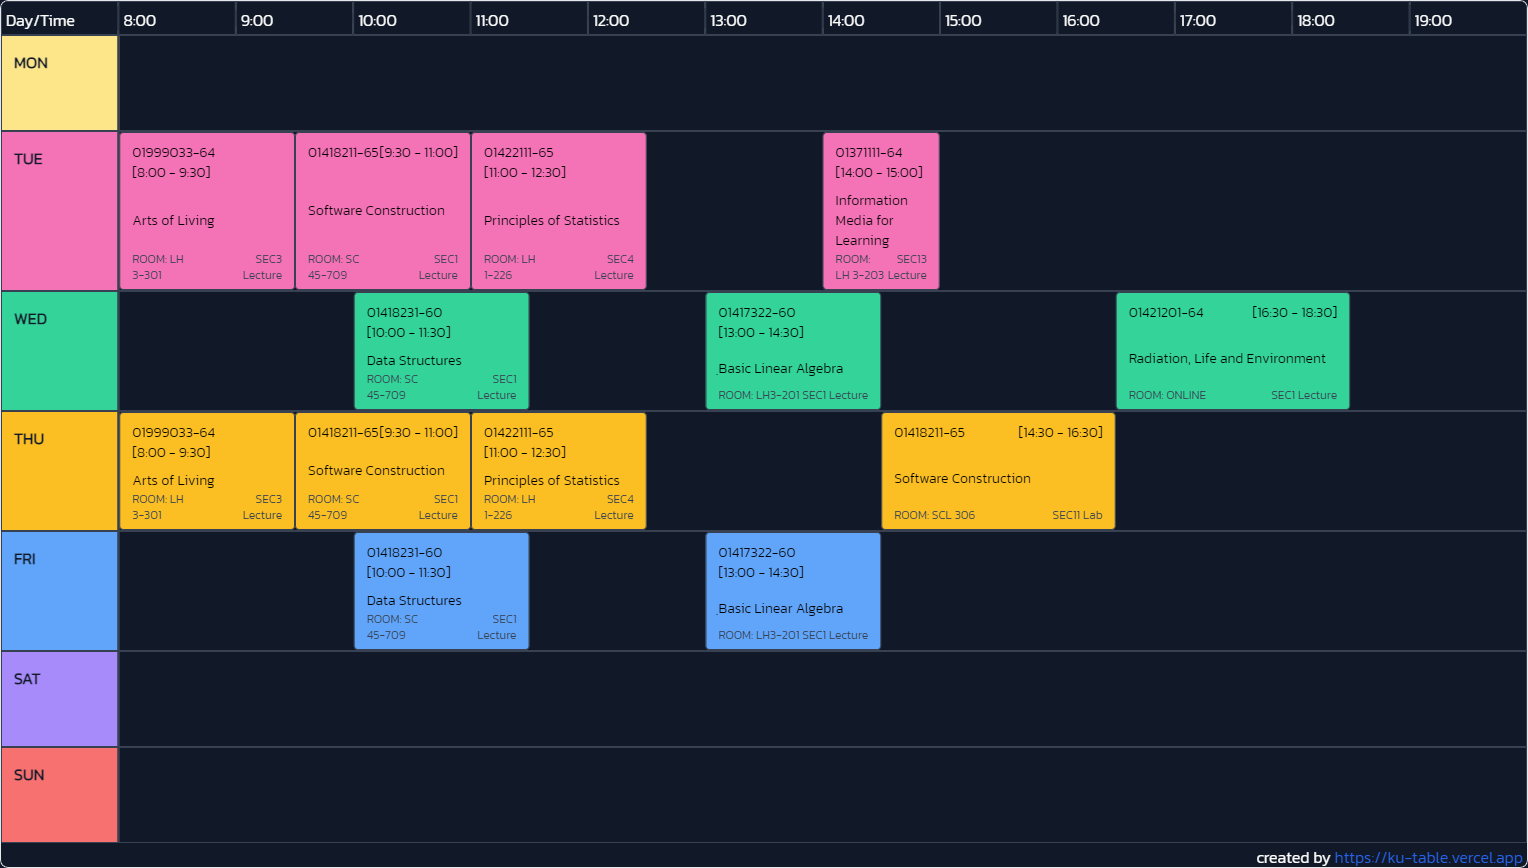 Day/Time 8:00 9:00 10:00 11:00 12:00 13:00 14:00 15:00 16:00 17:00 18:00 19:00
MON
TUE
01999033-64
[8:00 - 9:30]
Arts of Living
ROOM: LH SEC3
3-301 Lecture
01418211-65[9:30 - 11:00]
Software Construction
ROOM: SC SEC1
45-709 Lecture
01422111-65
[11:00 - 12:30]
Principles of Statistics
ROOM: LH SEC4
1-226 Lecture
01371111-64
[14:00 - 15:00]
Information
Media for
Learning
ROOM: SEC13
LH 3-203 Lecture
WED
01418231-60
[10:00 - 11:30]
Data Structures
ROOM: SC SEC1
45-709 Lecture
01417322-60
[13:00 - 14:30]
.Basic Linear Algebra
ROOM: LH3-201 SEC1 Lecture
01421201-64 [16:30 - 18:30]
Radiation, Life and Environment
ROOM: ONLINE SEC1 Lecture
THU
01999033-64
[8:00 - 9:30]
Arts of Living
ROOM: LH SEC3
3-301 Lecture
01418211-65[9:30 - 11:00]
Software Construction
ROOM: SC SEC1
45-709 Lecture
01422111-65
[11:00 - 12:30]
Principles of Statistics
ROOM: LH SEC4
1-226 Lecture
01418211-65 [14:30 - 16:30]
Software Construction
ROOM: SCL 306 SEC11 Lab
FRI
01418231-60
[10:00 - 11:30]
Data Structures
ROOM: SC SEC1
45-709 Lecture
01417322-60
[13:00 - 14:30]
.Basic Linear Algebra
ROOM: LH3-201 SEC1 Lecture
SAT
SUN
created by https://ku-table.vercel.app